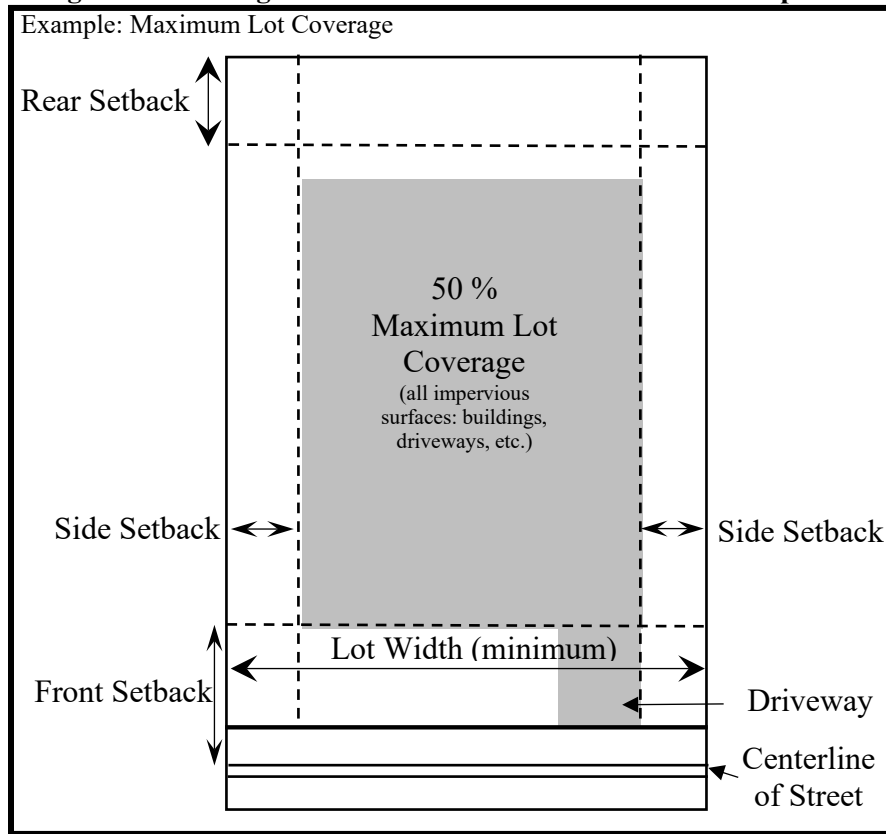 Example: Maximum Lot Coverage
Rear Setback
50 %
Maximum Lot
Coverage
(all impervious
surfaces: buildings,
driveways, etc.)
Side Setback
Side Setback
Lot Width (minimum)
Front Setback
Driveway
Centerline
of Street